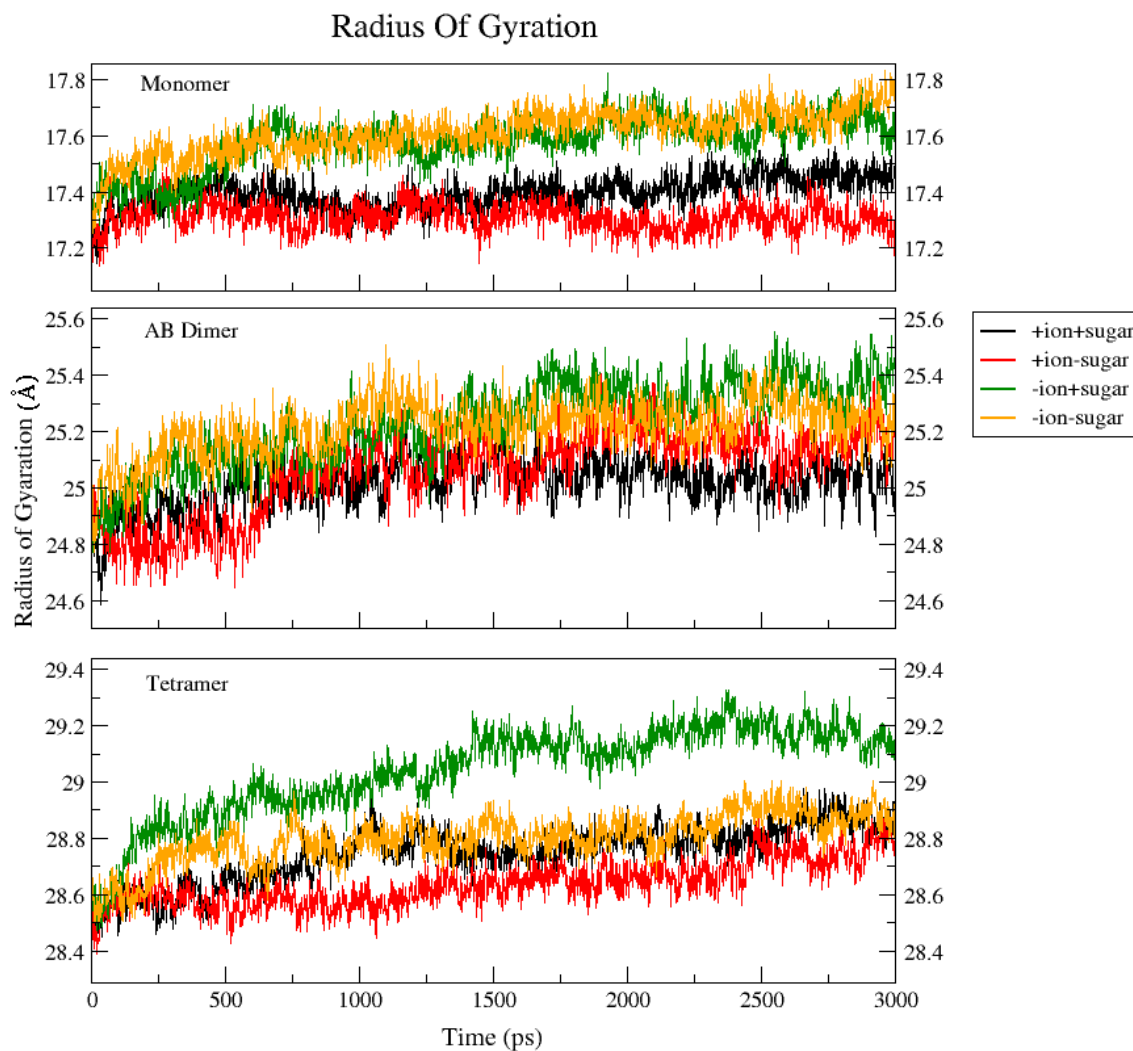 Radius Of Gyration
Monomer
17.8 17.8
17.6 17.6
17.4 17.4
17.2 17.2
AB Dimer
25.6 25.6
25.4 25.4
25.2 25.2
25 25
24.8 24.8
24.6 24.6
+ion+sugar
+ion-sugar
-ion+sugar
-ion-sugar
Radius of Gyaration (Å)
Tetramer
29.4 29.4
29.2 29.2
29 29
28.8 28.8
28.6 28.6
28.4 28.4
0 500 1000 1500 2000 2500 3000
Time (ps)